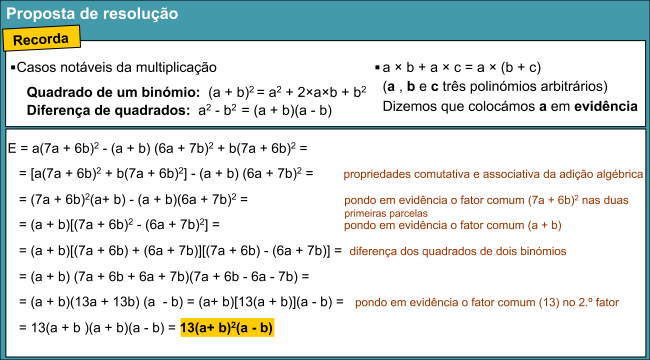 Proposta de resolução
Recorda
▪Casos notáveis da multiplicação
Quadrado de um binómio: (a + b)² = a² + 2×a×b + b²
Diferença de quadrados: a² - b² = (a + b)(a - b)
▪a × b + a × c = a × (b + c)
(a , b e c três polinómios arbitrários)
Dizemos que colocámos a em evidência
E = a(7a + 6b)² - (a + b) (6a + 7b)² + b(7a + 6b)² =
= [a(7a + 6b)² + b(7a + 6b)²] - (a + b) (6a + 7b)² = propriedades comutativa e associativa da adição algébrica
= (7a + 6b)²(a+ b) - (a + b)(6a + 7b)² = pondo em evidência o fator comum (7a + 6b)² nas duas
primeiras parcelas
= (a + b)[(7a + 6b)² - (6a + 7b)²] = pondo em evidência o fator comum (a + b)
= (a + b)[(7a + 6b) + (6a + 7b)][(7a + 6b) - (6a + 7b)] = diferença dos quadrados de dois binómios
= (a + b) (7a + 6b + 6a + 7b)(7a + 6b - 6a - 7b) =
= (a + b)(13a + 13b) (a - b) = (a+ b)[13(a + b)](a - b) = pondo em evidência o fator comum (13) no 2.º fator
= 13(a + b )(a + b)(a - b) = 13(a+ b)²(a - b)